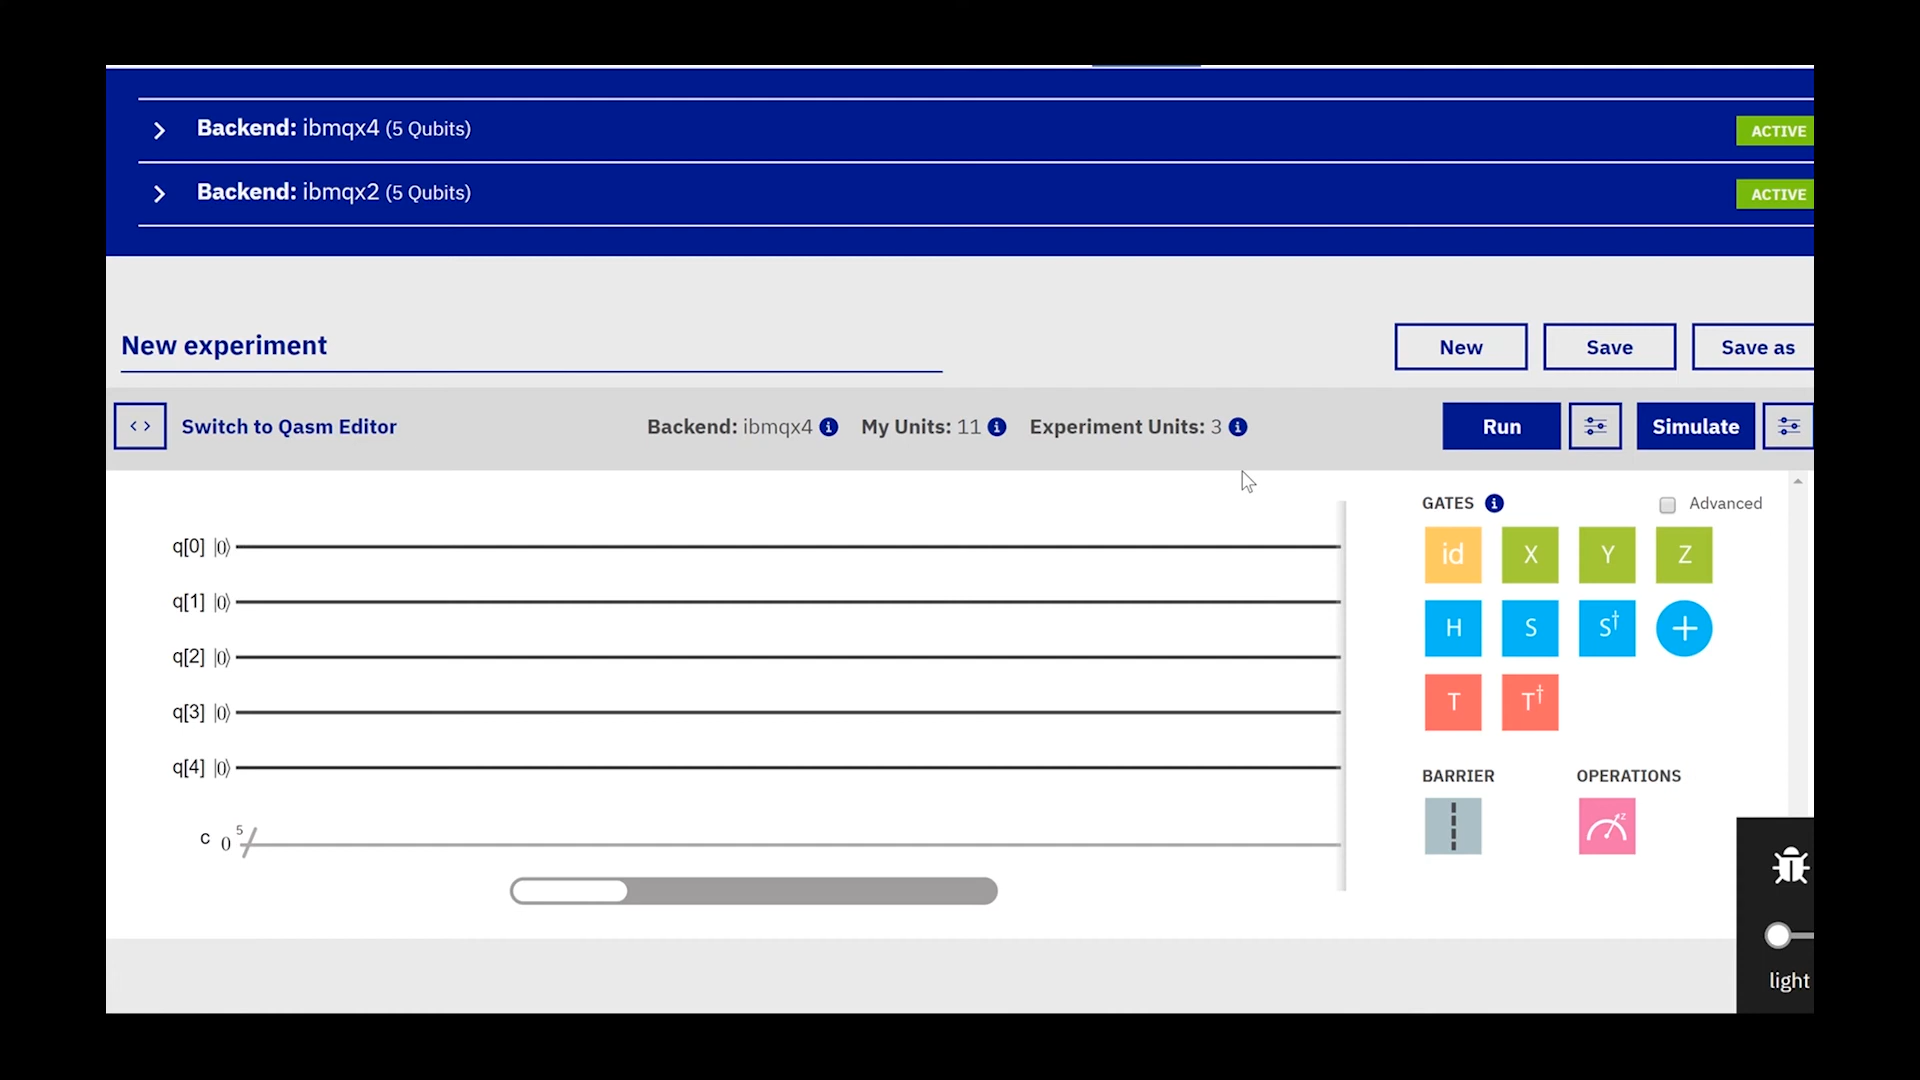 Backend: ibmqx4 (5 Qubits)
ACTIVE
Backend: ibmqx2 (5 Qubits)
ACTIVE
New experiment
New
Save
Save as
<> Switch to Qasm Editor
Backend: ibmqx4 i My Units: 11 i Experiment Units: 3 i
Run
Simulate
GATES i
Advanced
q[0] |0⟩
q[1] |0⟩
q[2] |0⟩
q[3] |0⟩
q[4] |0⟩
c 0 5
id X Y Z
H S S† +
T T†
BARRIER OPERATIONS
z
light